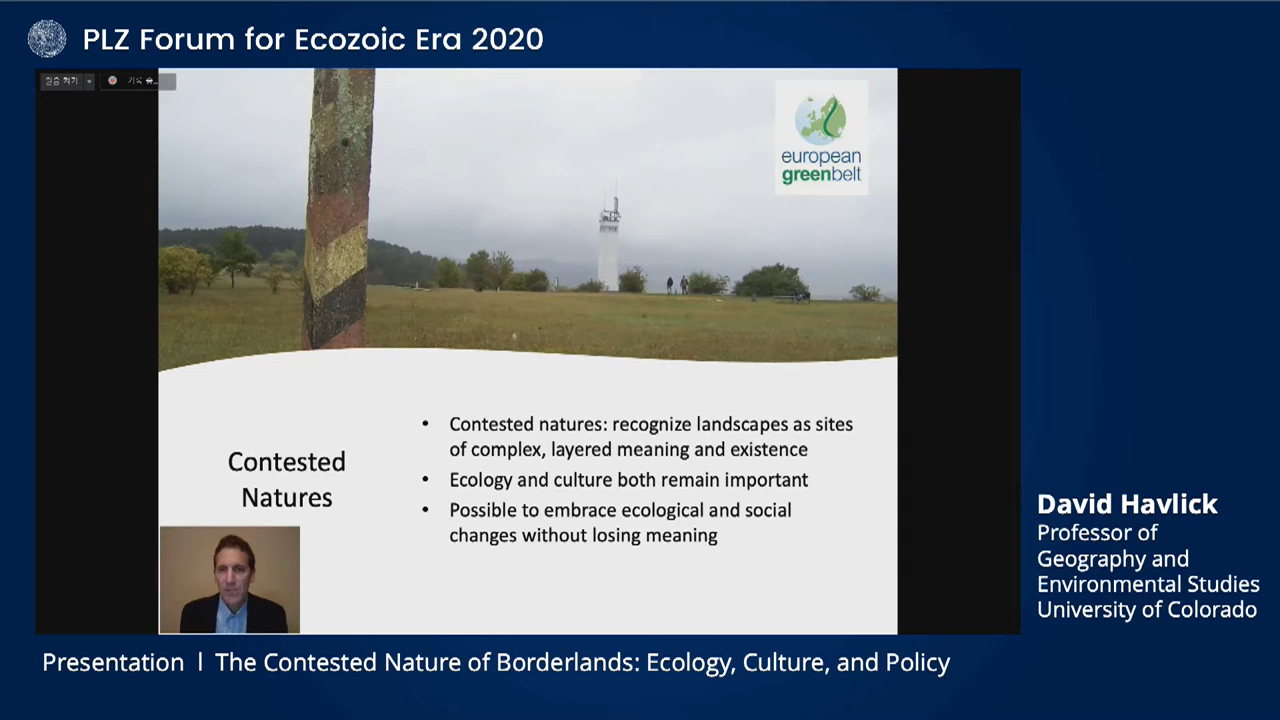 PLZ Forum for Ecozoic Era 2020
european
greenbelt
Contested
Natures
• Contested natures: recognize landscapes as sites
of complex, layered meaning and existence
• Ecology and culture both remain important
• Possible to embrace ecological and social
changes without losing meaning
David Havlick
Professor of
Geography and
Environmental Studies
University of Colorado
Presentation l The Contested Nature of Borderlands: Ecology, Culture, and Policy